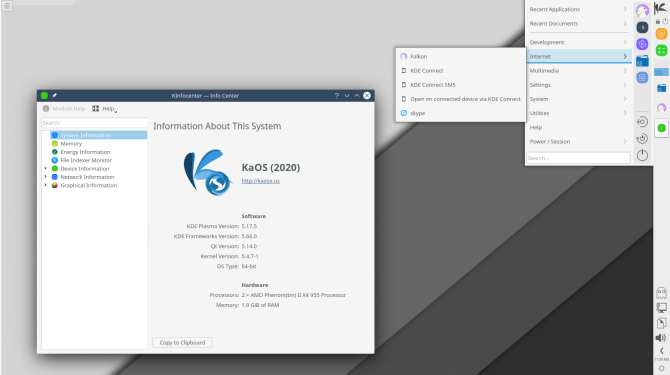 Recent Applications
Recent Documents
Development
Internet
Multimedia
Settings
System
Utilities
Help
Power / Session
Search...
Falkon
KDE Connect
KDE Connect SMS
Open on connected device via KDE Connect
skype
KInfocenter — Info Center
Module Help
Help
Search
System Information
Memory
Energy Information
File Indexer Monitor
Device Information
Network Information
Graphical Information
Information About This System
KaOS (2020)
http://kaosx.us
Software
KDE Plasma Version: 5.17.5
KDE Frameworks Version: 5.66.0
Qt Version: 5.14.0
Kernel Version: 5.4.7-1
OS Type: 64-bit
Hardware
Processors: 2 × AMD Phenom(tm) II X4 955 Processor
Memory: 1.9 GiB of RAM
Copy to Clipboard